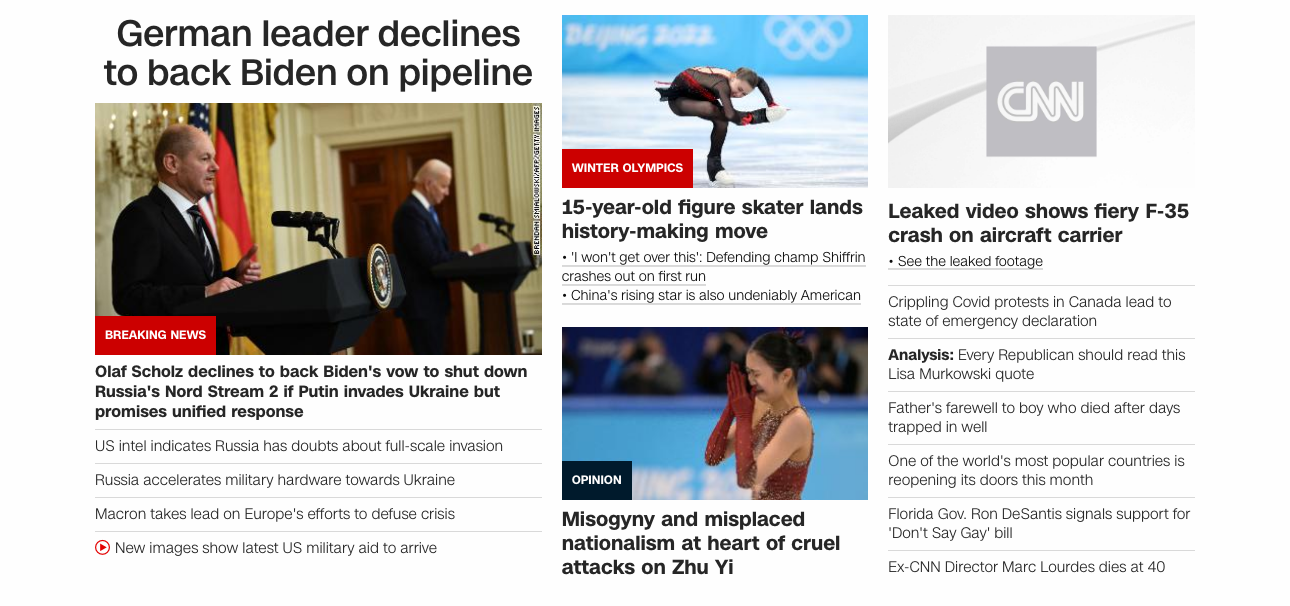 German leader declines
to back Biden on pipeline
BRENDAN SMIALOWSKI/AFP/GETTY IMAGES
BREAKING NEWS
Olaf Scholz declines to back Biden's vow to shut down
Russia's Nord Stream 2 if Putin invades Ukraine but
promises unified response
US intel indicates Russia has doubts about full-scale invasion
Russia accelerates military hardware towards Ukraine
Macron takes lead on Europe's efforts to defuse crisis
New images show latest US military aid to arrive
BEIJING 2022
WINTER OLYMPICS
15-year-old figure skater lands
history-making move
• 'I won't get over this': Defending champ Shiffrin
crashes out on first run
• China's rising star is also undeniably American
OPINION
Misogyny and misplaced
nationalism at heart of cruel
attacks on Zhu Yi
CNN
Leaked video shows fiery F-35
crash on aircraft carrier
• See the leaked footage
Crippling Covid protests in Canada lead to
state of emergency declaration
Analysis: Every Republican should read this
Lisa Murkowski quote
Father's farewell to boy who died after days
trapped in well
One of the world's most popular countries is
reopening its doors this month
Florida Gov. Ron DeSantis signals support for
'Don't Say Gay' bill
Ex-CNN Director Marc Lourdes dies at 40